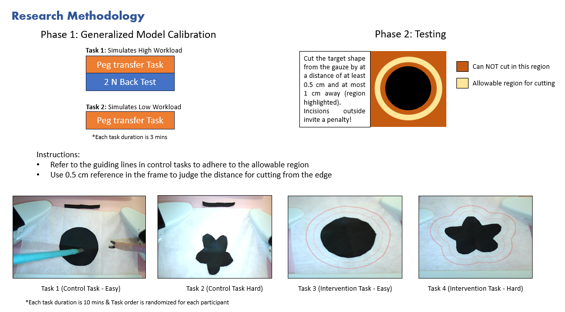 Research Methodology
Phase 1: Generalized Model Calibration
Task 1: Simulates High Workload
Peg transfer Task
2 N Back Test
Task 2: Simulates Low Workload
Peg transfer Task
*Each task duration is 3 mins
Phase 2: Testing
Cut the target shape
from the gauze by at
a distance of at least
0.5 cm and at most
1 cm away (region
highlighted).
Incisions outside
invite a penalty!
Can NOT cut in this region
Allowable region for cutting
Instructions:
• Refer to the guiding lines in control tasks to adhere to the allowable region
• Use 0.5 cm reference in the frame to judge the distance for cutting from the edge
Task 1 (Control Task - Easy)
Task 2 (Control Task Hard)
Task 3 (Intervention Task - Easy)
Task 4 (Intervention Task - Hard)
*Each task duration is 10 mins & Task order is randomized for each participant